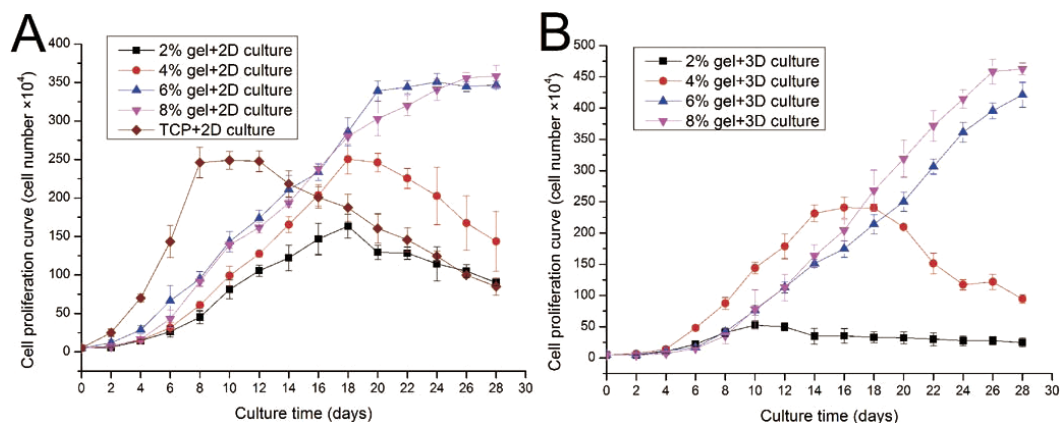 A
Cell proliferation curve (cell number ×10⁴)
400
350
300
250
200
150
100
50
0
2% gel+2D culture
4% gel+2D culture
6% gel+2D culture
8% gel+2D culture
TCP+2D culture
0 2 4 6 8 10 12 14 16 18 20 22 24 26 28 30
Culture time (days)
B
Cell proliferation curve (cell number ×10⁴)
500
450
400
350
300
250
200
150
100
50
0
2% gel+3D culture
4% gel+3D culture
6% gel+3D culture
8% gel+3D culture
0 2 4 6 8 10 12 14 16 18 20 22 24 26 28 30
Culture time (days)